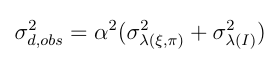 σ²_{d,obs} = α²(σ²_{λ(ξ,π)} + σ²_{λ(I)})